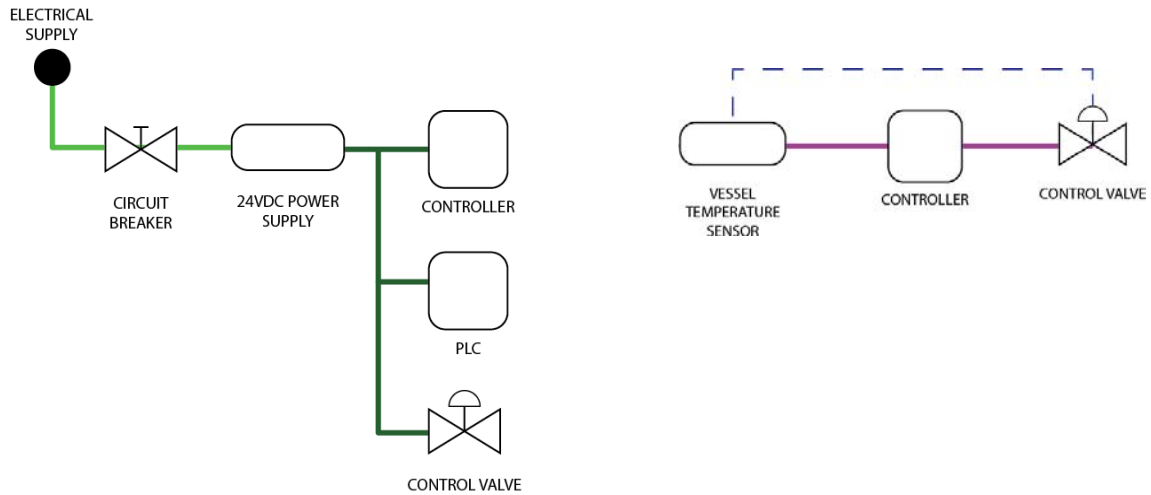 ELECTRICAL
SUPPLY
CIRCUIT
BREAKER
24VDC POWER
SUPPLY
CONTROLLER
PLC
CONTROL VALVE
VESSEL
TEMPERATURE
SENSOR
CONTROLLER
CONTROL VALVE